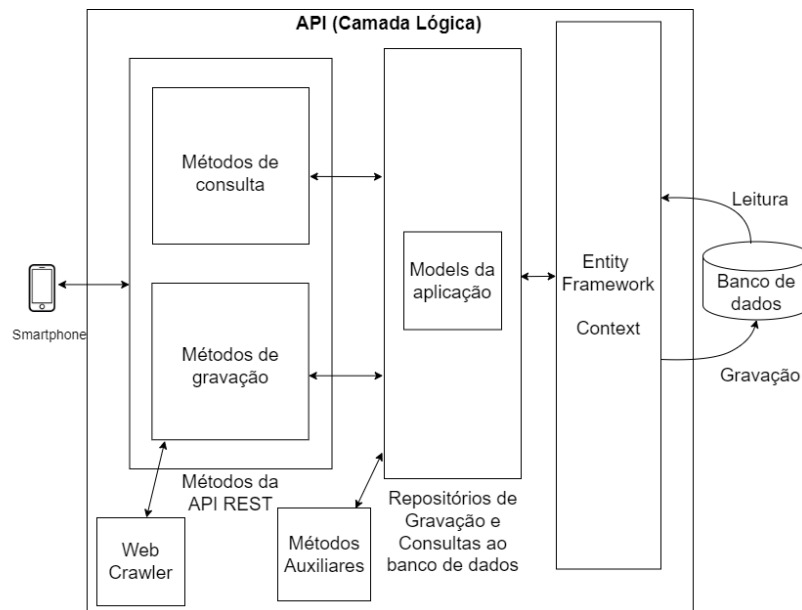 API (Camada Lógica)
Métodos de
consulta
Métodos de
gravação
Métodos da
API REST
Smartphone
Web
Crawler
Métodos
Auxiliares
Models da
aplicação
Repositórios de
Gravação e
Consultas ao
banco de dados
Entity
Framework
Context
Leitura
Banco de
dados
Gravação